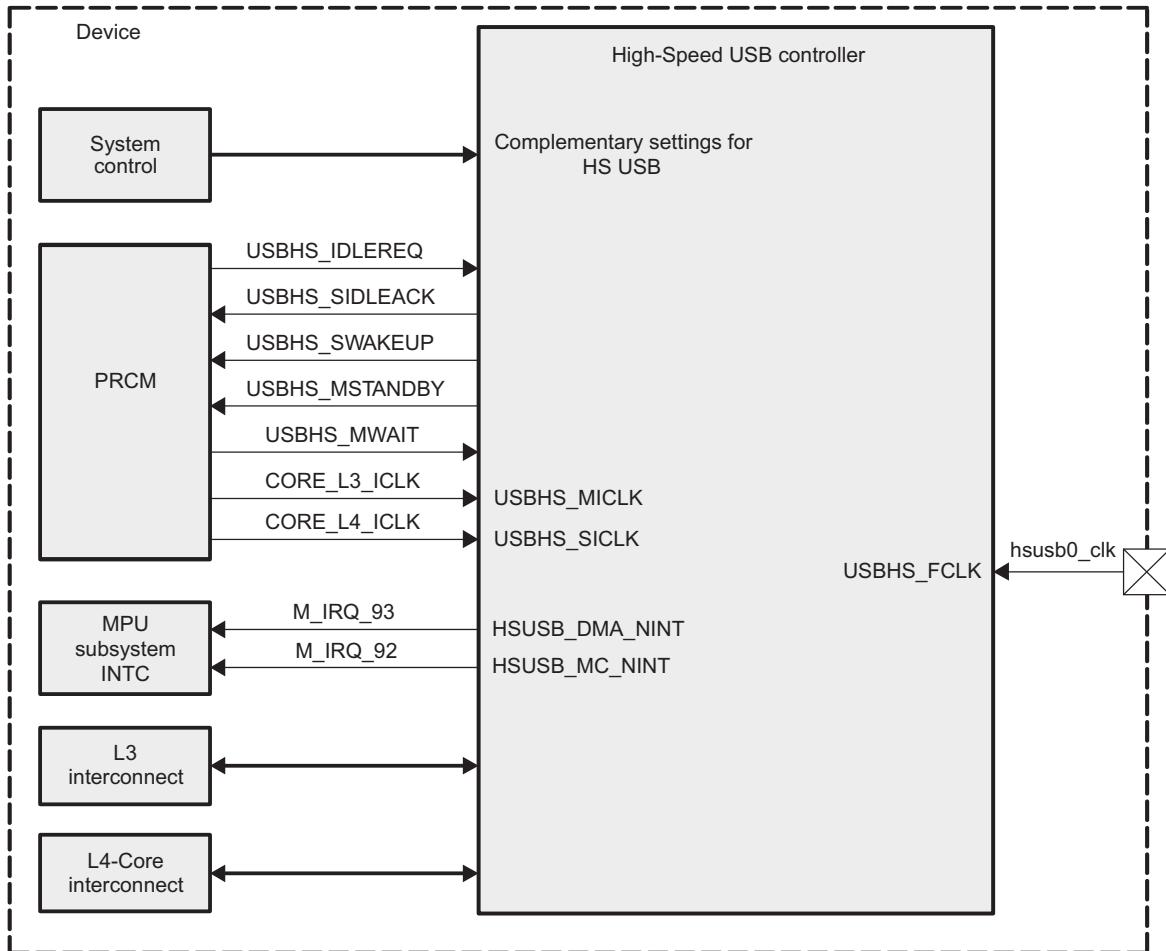 Device
High-Speed USB controller
System
control
Complementary settings for
HS USB
PRCM
USBHS_IDLEREQ
USBHS_SIDLEACK
USBHS_SWAKEUP
USBHS_MSTANDBY
USBHS_MWAIT
CORE_L3_ICLK
USBHS_MICLK
CORE_L4_ICLK
USBHS_SICLK
hsusb0_clk
USBHS_FCLK
MPU
subsystem
INTC
M_IRQ_93
HSUSB_DMA_NINT
M_IRQ_92
HSUSB_MC_NINT
L3
interconnect
L4-Core
interconnect